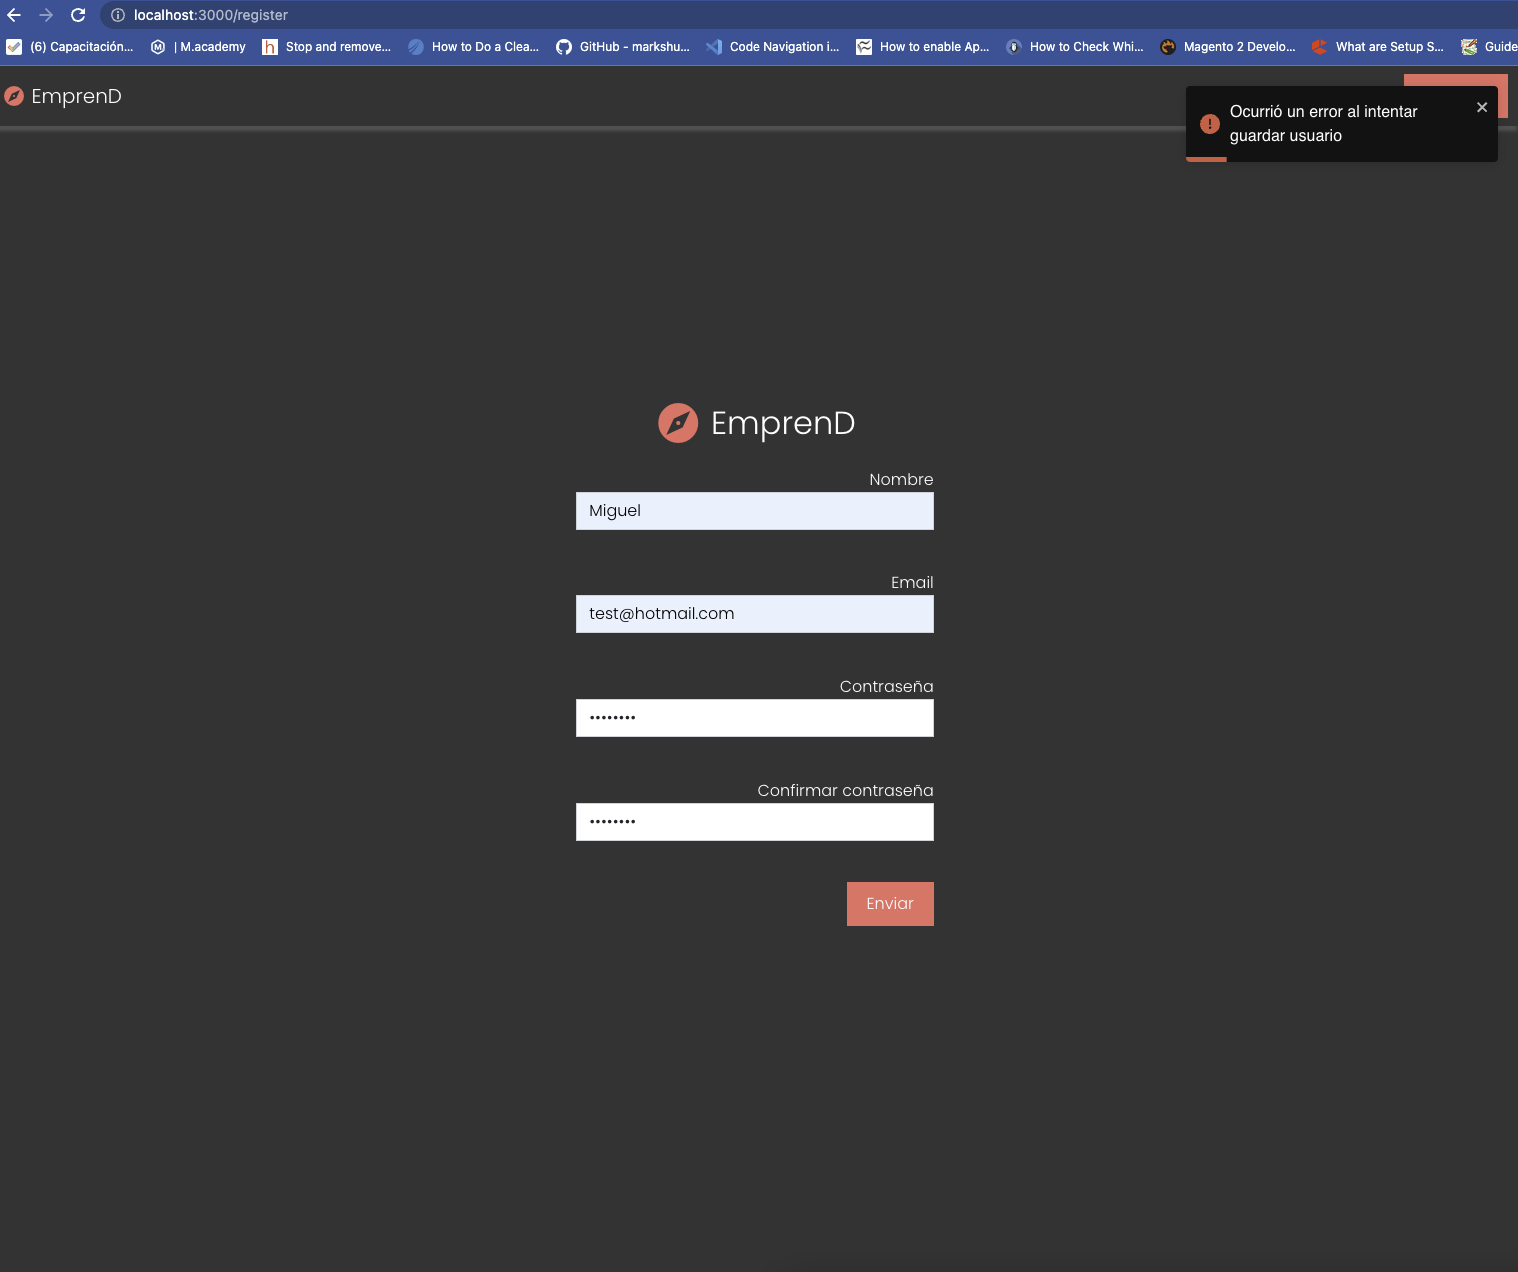 localhost:3000/register
(6) Capacitación... | M.academy Stop and remove... How to Do a Clea... GitHub - markshu... Code Navigation i... How to enable Ap... How to Check Whi... Magento 2 Develo... What are Setup S... Guide
EmprenD
Ocurrió un error al intentar
guardar usuario
EmprenD
Nombre
Miguel
Email
test@hotmail.com
Contraseña
••••••••
Confirmar contraseña
••••••••
Enviar